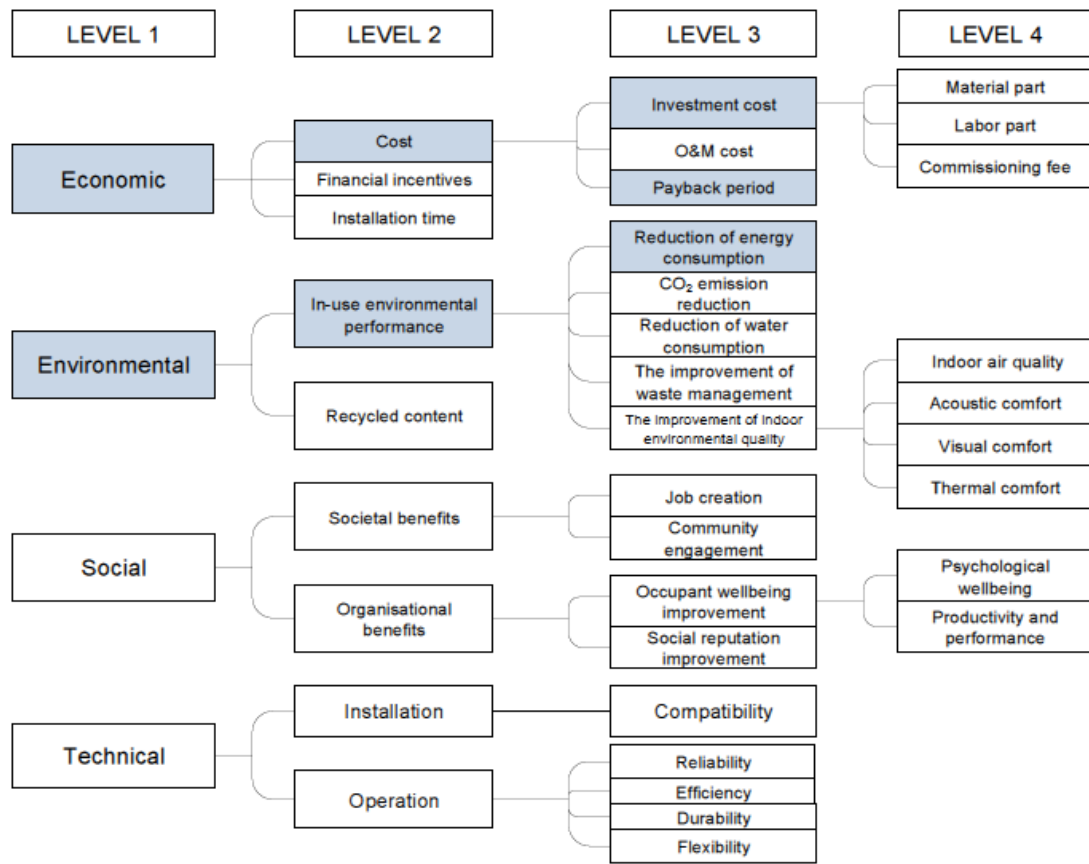 LEVEL 1
LEVEL 2
LEVEL 3
LEVEL 4
Economic
Cost
Financial incentives
Installation time
Investment cost
O&M cost
Payback period
Material part
Labor part
Commissioning fee
Environmental
In-use environmental
performance
Recycled content
Reduction of energy
consumption
CO₂ emission
reduction
Reduction of water
consumption
The improvement of
waste management
The improvement of indoor
environmental quality
Indoor air quality
Acoustic comfort
Visual comfort
Thermal comfort
Social
Societal benefits
Organisational
benefits
Job creation
Community
engagement
Occupant wellbeing
improvement
Social reputation
improvement
Psychological
wellbeing
Productivity and
performance
Technical
Installation
Operation
Compatibility
Reliability
Efficiency
Durability
Flexibility